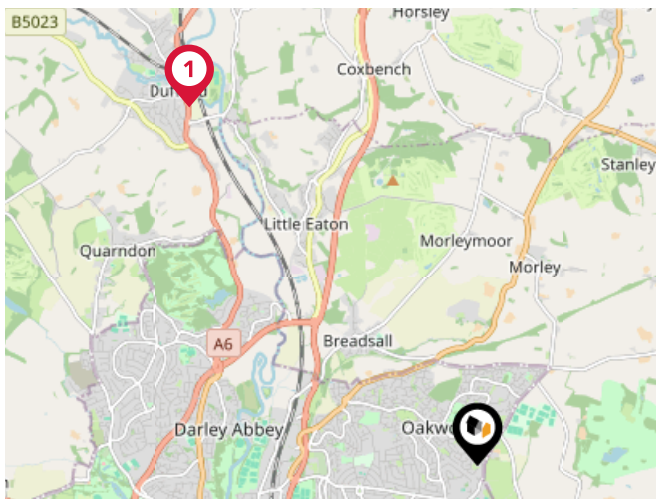 B5023
Horsley
1
Coxbench
Stanley
Little Eaton
Quarndon
Morleymoor
Morley
A6
Breadsall
Darley Abbey